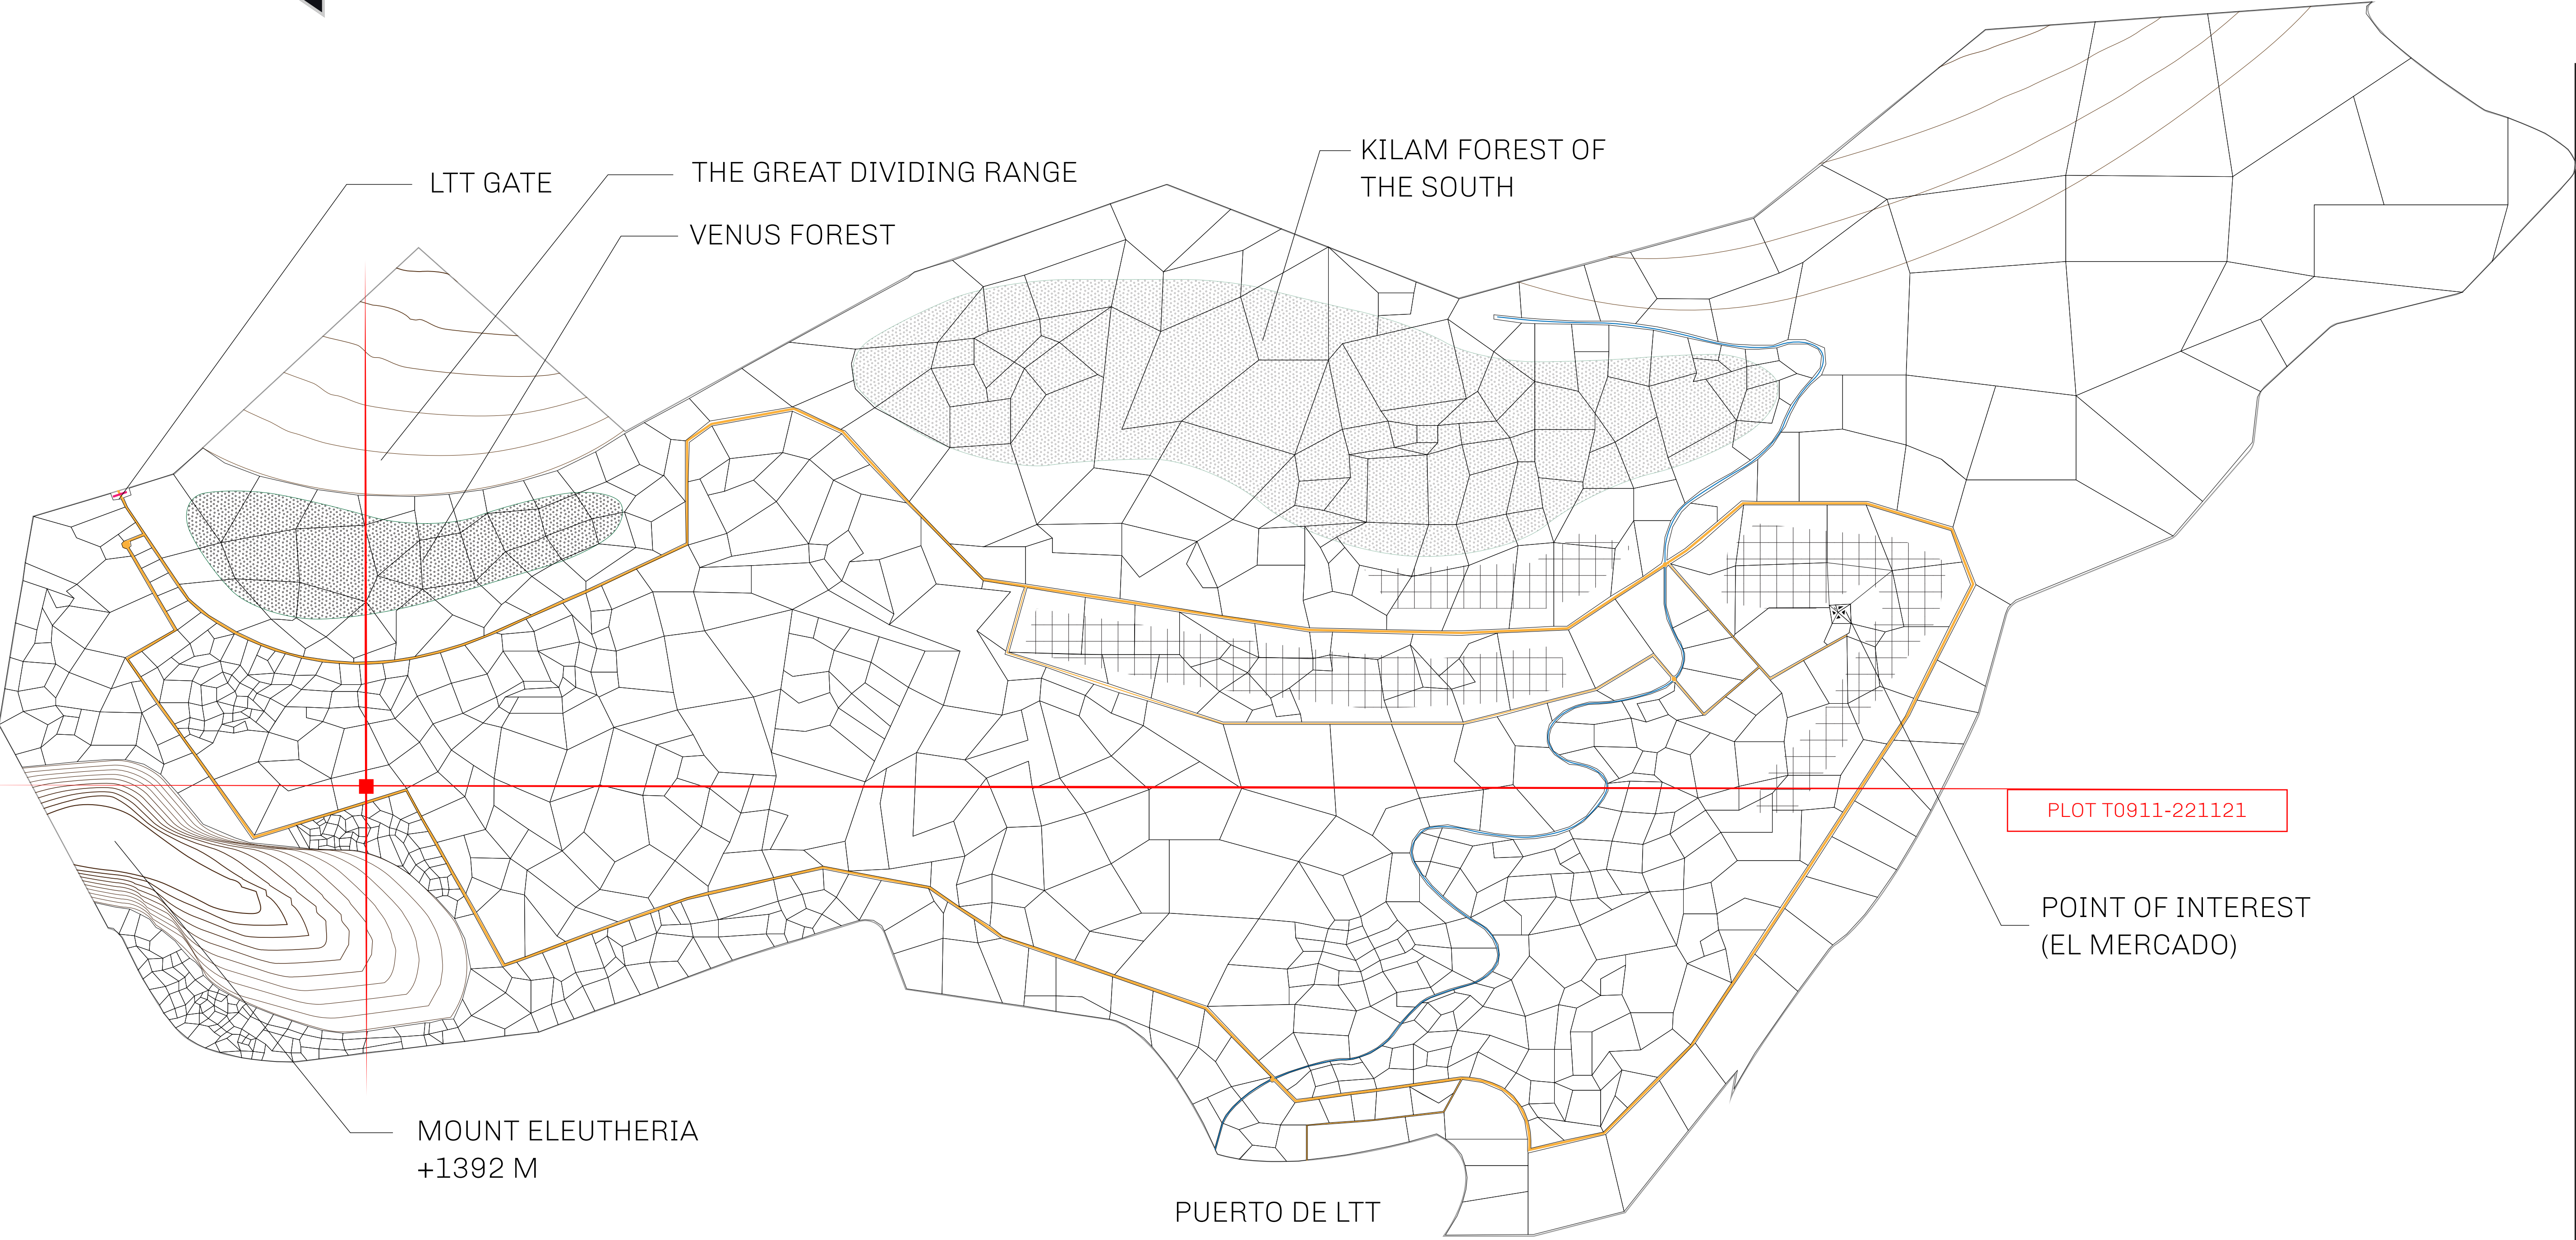 KILAM FOREST OF
THE SOUTH
LTT GATE
THE GREAT DIVIDING RANGE
VENUS FOREST
PLOT T0911-221121
POINT OF INTEREST
(EL MERCADO)
MOUNT ELEUTHERIA
+1392 M
PUERTO DE LTT